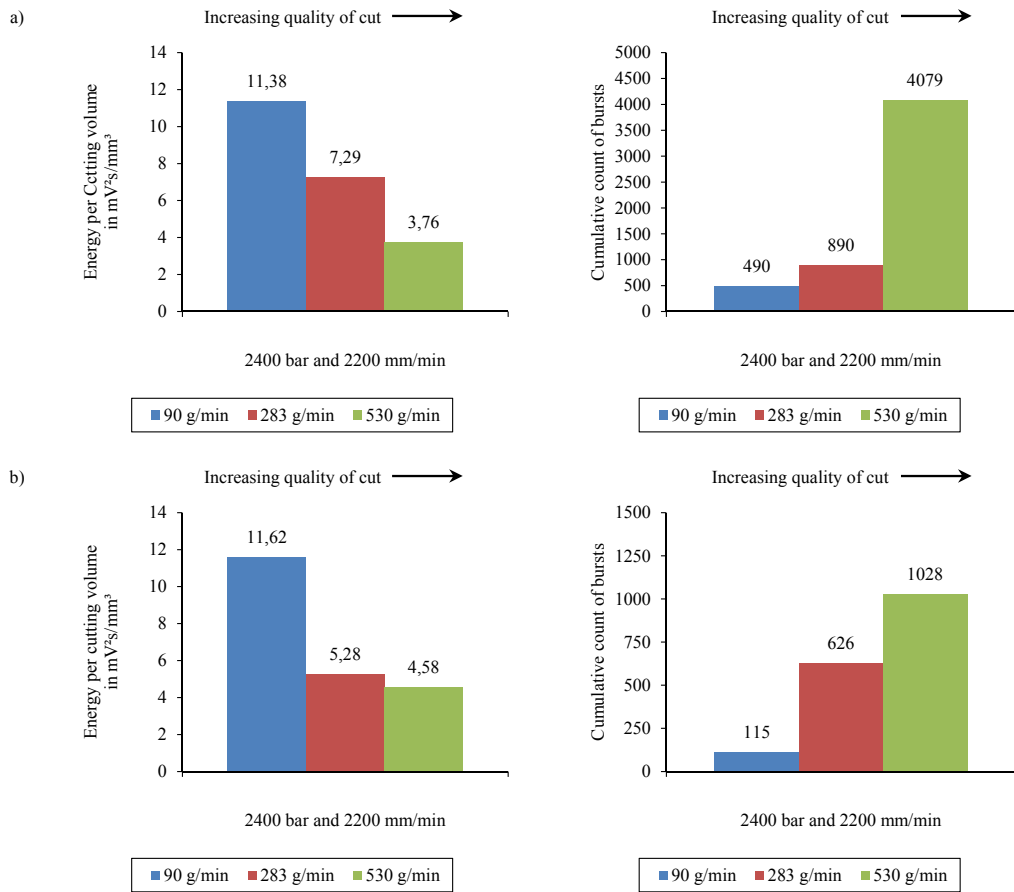 a)
Increasing quality of cut
Energy per Cctting volume
in mV²s/mm³
14
12
10
8
6
4
2
0
11,38
7,29
3,76
2400 bar and 2200 mm/min
90 g/min 283 g/min 530 g/min
Increasing quality of cut
Cumulative count of bursts
5000
4500
4000
3500
3000
2500
2000
1500
1000
500
0
490
890
4079
2400 bar and 2200 mm/min
90 g/min 283 g/min 530 g/min
b)
Increasing quality of cut
Energy per cutting volume
in mV²s/mm³
14
12
10
8
6
4
2
0
11,62
5,28
4,58
2400 bar and 2200 mm/min
90 g/min 283 g/min 530 g/min
Increasing quality of cut
Cumulative count of bursts
1500
1250
1000
750
500
250
0
115
626
1028
2400 bar and 2200 mm/min
90 g/min 283 g/min 530 g/min